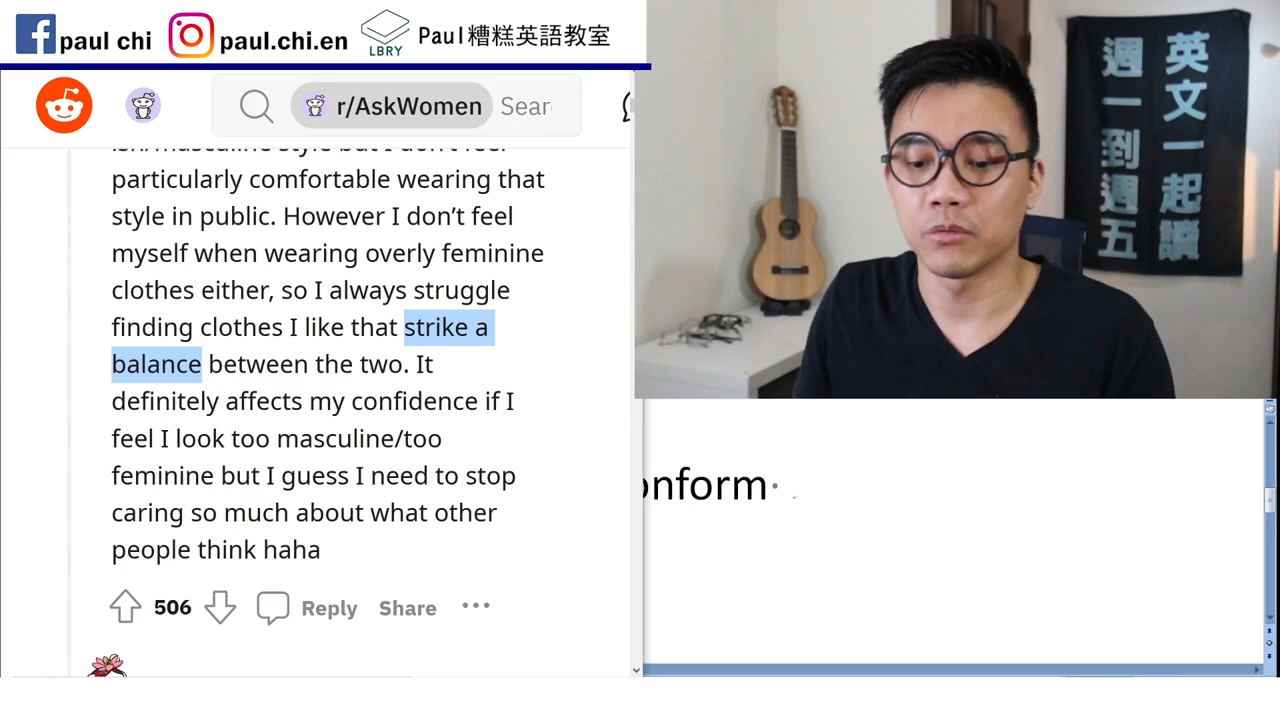 paul chi
paul.chi.en
LBRY
Paul糟糕英語教室
r/AskWomen
particularly comfortable wearing that
style in public. However I don’t feel
myself when wearing overly feminine
clothes either, so I always struggle
finding clothes I like that strike a
balance between the two. It
definitely affects my confidence if I
feel I look too masculine/too
feminine but I guess I need to stop
caring so much about what other
people think haha
506
Reply
Share
英文一起讀
週一到週五
onform